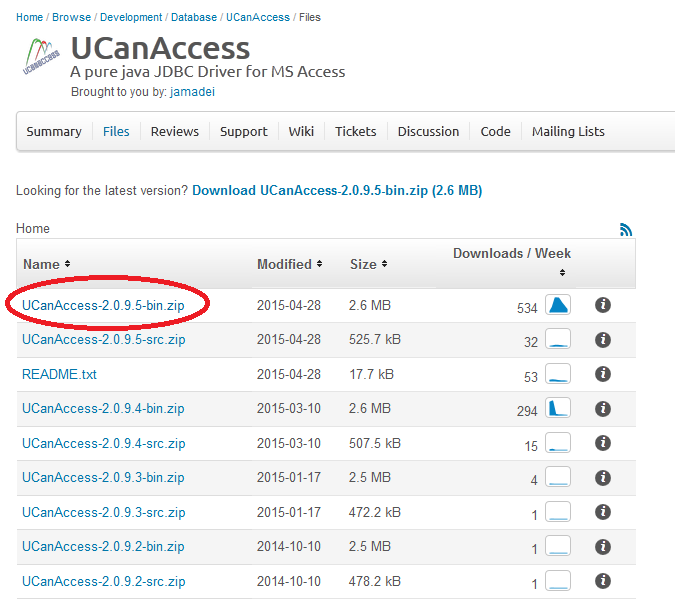 Home / Browse / Development / Database / UCanAccess / Files
UCanAccess
UCanAccess
A pure java JDBC Driver for MS Access
Brought to you by: jamadei
Summary Files Reviews Support Wiki Tickets Discussion Code Mailing Lists
Looking for the latest version? Download UCanAccess-2.0.9.5-bin.zip (2.6 MB)
Home
Name Modified Size Downloads / Week
UCanAccess-2.0.9.5-bin.zip 2015-04-28 2.6 MB 534 i
UCanAccess-2.0.9.5-src.zip 2015-04-28 525.7 kB 32 i
README.txt 2015-04-28 17.7 kB 53 i
UCanAccess-2.0.9.4-bin.zip 2015-03-10 2.6 MB 294 i
UCanAccess-2.0.9.4-src.zip 2015-03-10 507.5 kB 15 i
UCanAccess-2.0.9.3-bin.zip 2015-01-17 2.5 MB 4 i
UCanAccess-2.0.9.3-src.zip 2015-01-17 472.2 kB 1 i
UCanAccess-2.0.9.2-bin.zip 2014-10-10 2.5 MB 1 i
UCanAccess-2.0.9.2-src.zip 2014-10-10 478.2 kB 1 i